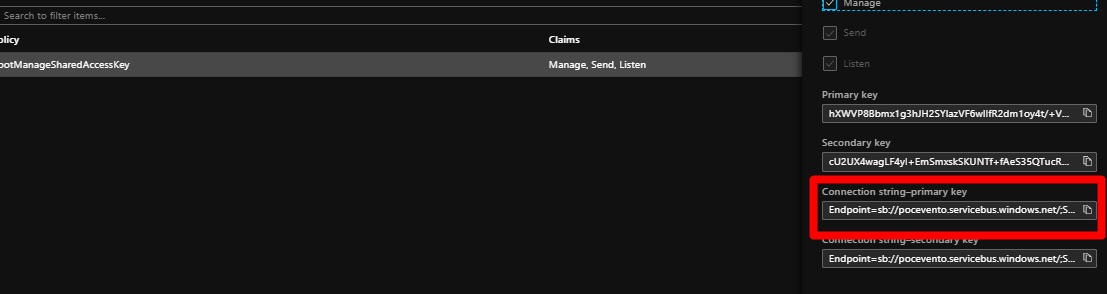 Search to filter items...
olicy
Claims
ootManageSharedAccessKey
Manage, Send, Listen
Manage
Send
Listen
Primary key
hXWVP8Bbmx1g3hJH2SYlazVF6wIlfR2dm1oy4t/+V...
Secondary key
cU2UX4wagLF4yl+EmSmxskSKUNTf+fAeS35QTucR...
Connection string–primary key
Endpoint=sb://pocevento.servicebus.windows.net/;S...
Connection string–secondary key
Endpoint=sb://pocevento.servicebus.windows.net/;S...